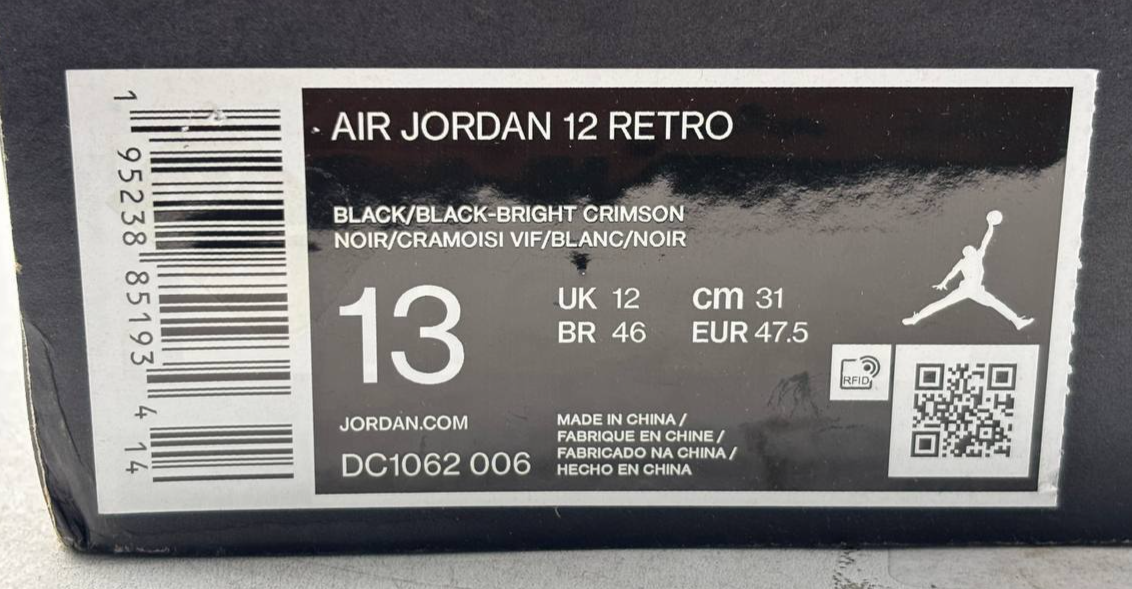 1 95238 85193 4 14
AIR JORDAN 12 RETRO
BLACK/BLACK-BRIGHT CRIMSON
NOIR/CRAMOISI VIF/BLANC/NOIR
13
UK 12
cm 31
BR 46
EUR 47.5
RFID
JORDAN.COM
DC1062 006
MADE IN CHINA /
FABRIQUE EN CHINE /
FABRICADO NA CHINA /
HECHO EN CHINA